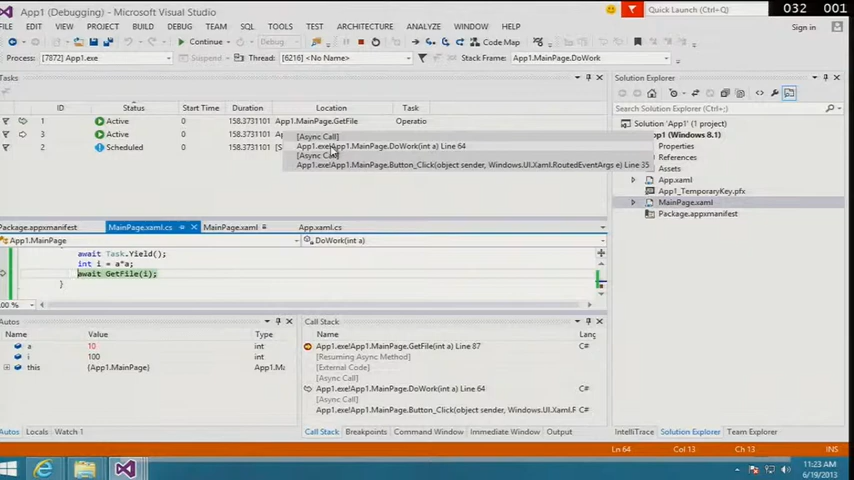 App1 (Debugging) - Microsoft Visual Studio
Quick Launch (Ctrl+Q)
032 001
FILE EDIT VIEW PROJECT BUILD DEBUG TEAM SQL TOOLS TEST ARCHITECTURE ANALYZE WINDOW HELP
Sign in
Continue Debug Code Map
Process: [7872] App1.exe Suspend Thread: [6216] <No Name> Stack Frame: App1.MainPage.DoWork
Tasks
Solution Explorer
Search Solution Explorer (Ctrl+;)
ID Status Start Time Duration Location Task
1 Active 0 158.3731101 App1.MainPage.GetFile Operatio
3 Active 0 158.3731101
2 Scheduled 0 158.3731101
[Async Call]
App1.exe!App1.MainPage.DoWork(int a) Line 64
[Async Call]
App1.exe!App1.MainPage.Button_Click(object sender, Windows.UI.Xaml.RoutedEventArgs e) Line 35
Solution 'App1' (1 project)
(Windows 8.1)
Properties
References
App.xaml
App1_TemporaryKey.pfx
MainPage.xaml
Package.appxmanifest
Package.appxmanifest MainPage.xaml.cs MainPage.xaml App.xaml.cs
App1.MainPage DoWork(int a)
await Task.Yield();
int i = a*a;
await GetFile(i);
}
00 %
Autos
Name Value Type
a 10 int
i 100 int
this {App1.MainPage} App1.Ma
Call Stack
Name Lang
App1.exe!App1.MainPage.GetFile(int a) Line 87 C#
[Resuming Async Method]
[External Code]
[Async Call]
App1.exe!App1.MainPage.DoWork(int a) Line 64 C#
[Async Call]
App1.exe!App1.MainPage.Button_Click(object sender, Windows.UI.Xaml.R C#
Autos Locals Watch 1
Call Stack Breakpoints Command Window Immediate Window Output
IntelliTrace Solution Explorer Team Explorer
Ln 64 Col 13 Ch 13 INS
11:23 AM
6/19/2013